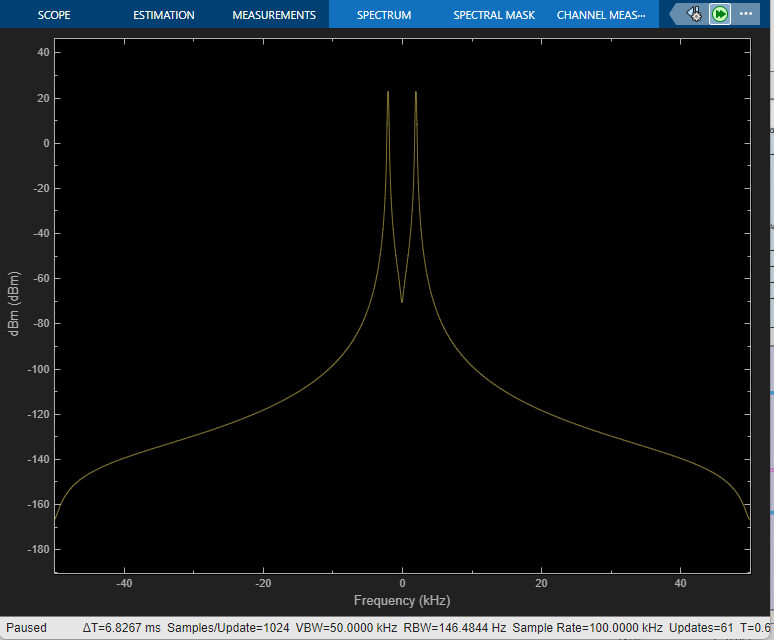 SCOPE ESTIMATION MEASUREMENTS SPECTRUM SPECTRAL MASK CHANNEL MEAS···
40
20
0
-20
-40
-60
-80
-100
-120
-140
-160
-180
dBm (dBm)
-40 -20 0 20 40
Frequency (kHz)
Paused ΔT=6.8267 ms Samples/Update=1024 VBW=50.0000 kHz RBW=146.4844 Hz Sample Rate=100.0000 kHz Updates=61 T=0.6